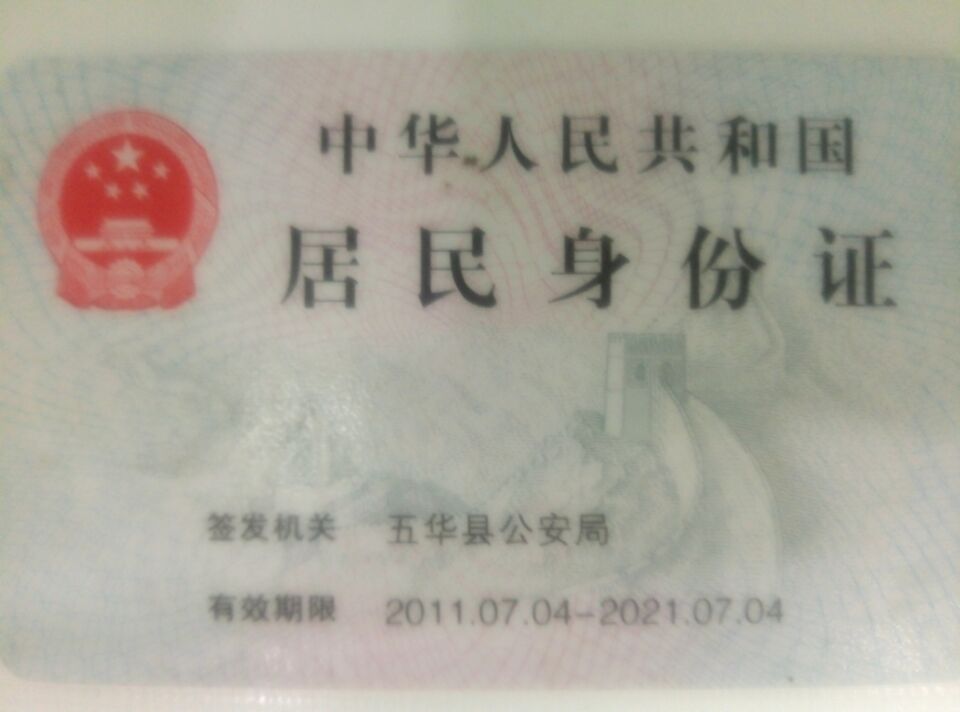 中华人民共和国
居民身份证
签发机关 五华县公安局
有效期限 2011.07.04-2021.07.04